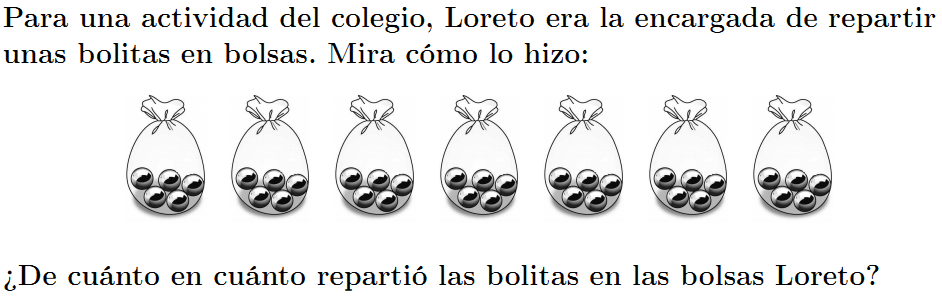 Para una actividad del colegio, Loreto era la encargada de repartir
unas bolitas en bolsas. Mira cómo lo hizo:
¿De cuánto en cuánto repartió las bolitas en las bolsas Loreto?